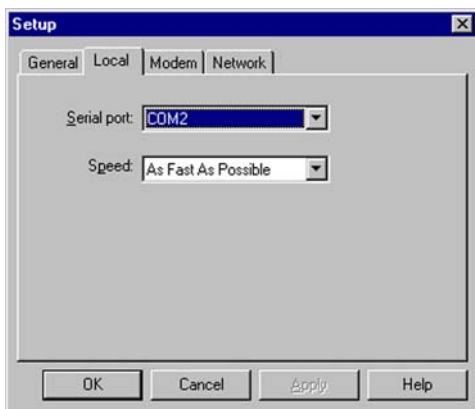 Setup
General Local Modem Network
Serial port: COM2
Speed: As Fast As Possible
OK Cancel Apply Help